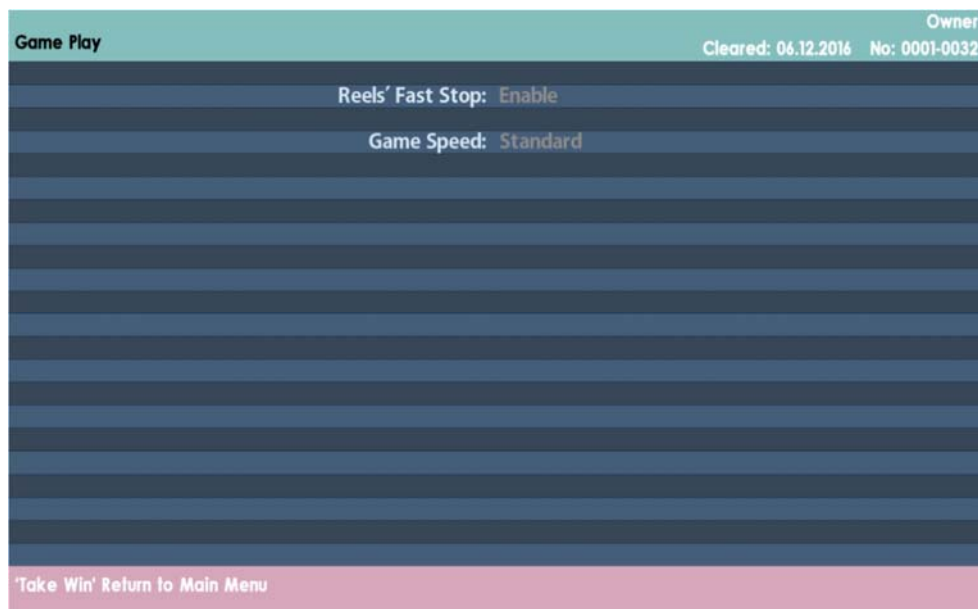 Owner
Game Play
Cleared: 06.12.2016 No: 0001-0032
Reels´ Fast Stop: Enable
Game Speed: Standard
'Take Win' Return to Main Menu